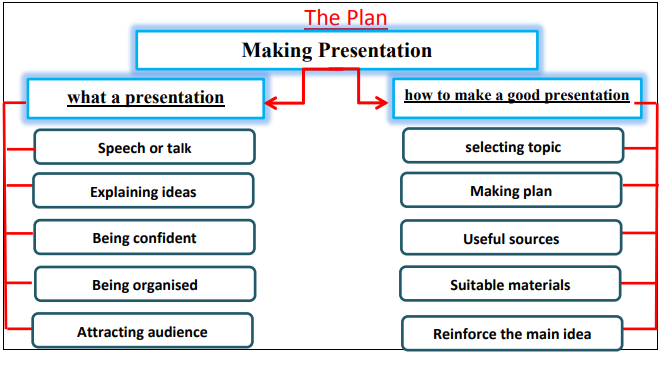 The Plan
Making Presentation
what a presentation
how to make a good presentation
Speech or talk
selecting topic
Explaining ideas
Making plan
Being confident
Useful sources
Being organised
Suitable materials
Attracting audience
Reinforce the main idea